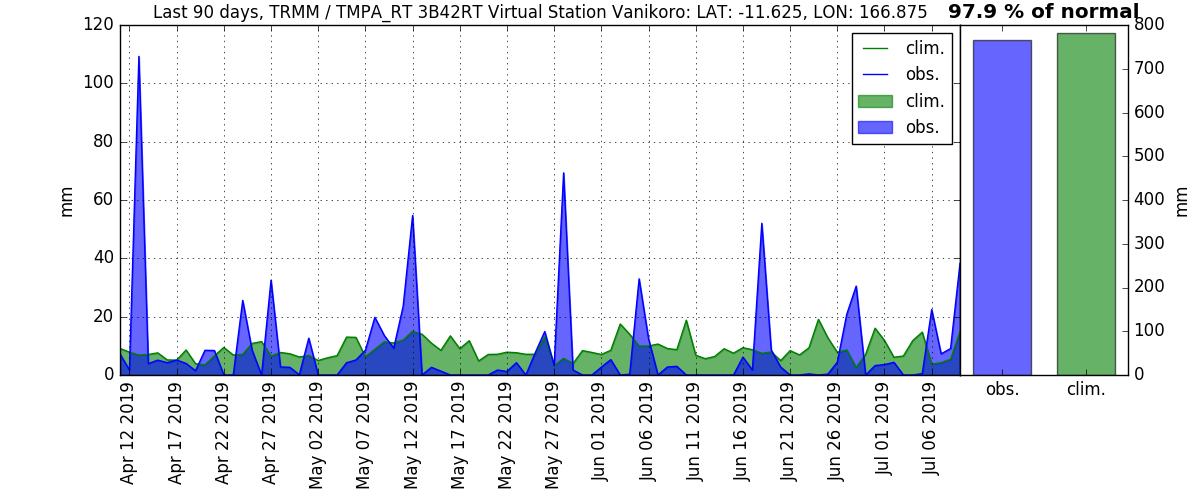 Last 90 days, TRMM / TMPA_RT 3B42RT Virtual Station Vanikoro: LAT: -11.625, LON: 166.875
97.9 % of normal
120
100
80
60
40
20
0
mm
clim.
obs.
clim.
obs.
Apr 12 2019
Apr 17 2019
Apr 22 2019
Apr 27 2019
May 02 2019
May 07 2019
May 12 2019
May 17 2019
May 22 2019
May 27 2019
Jun 01 2019
Jun 06 2019
Jun 11 2019
Jun 16 2019
Jun 21 2019
Jun 26 2019
Jul 01 2019
Jul 06 2019
800
700
600
500
400
300
200
100
0
mm
obs.
clim.